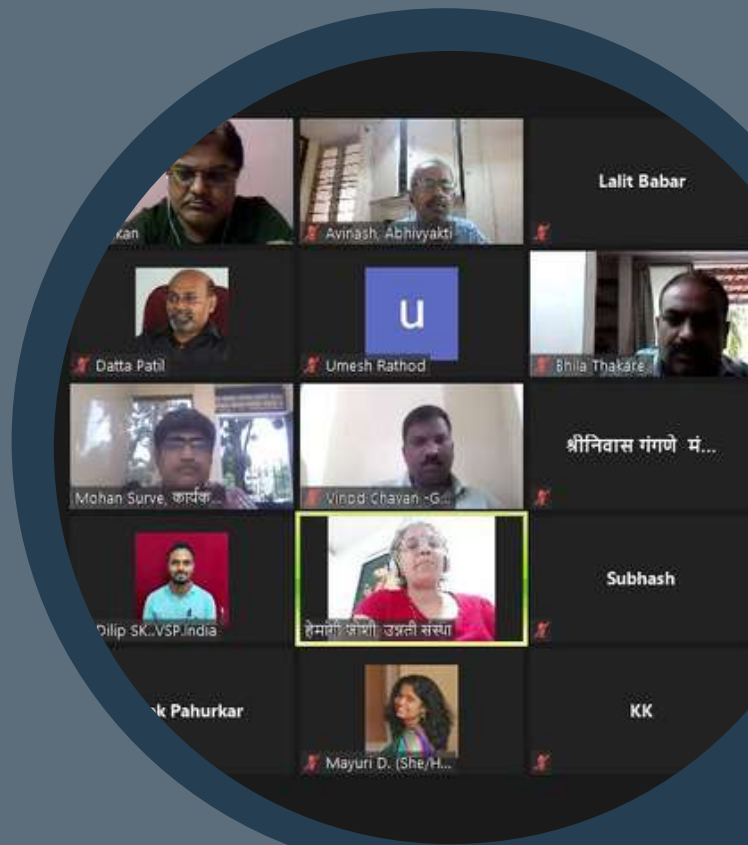 kan
Avinash, Abhivyakti
Lalit Babar
Datta Patil
u
Umesh Rathod
Bhila Thakare
Mohan Surve, कार्यक...
Vinod Chavan -G...
श्रीनिवास गंगणे मं...
Dilip SK..VSP.India
हेमांगी जोशी उन्नती संस्था
Subhash
k Pahurkar
Mayuri D. (She/H...
KK